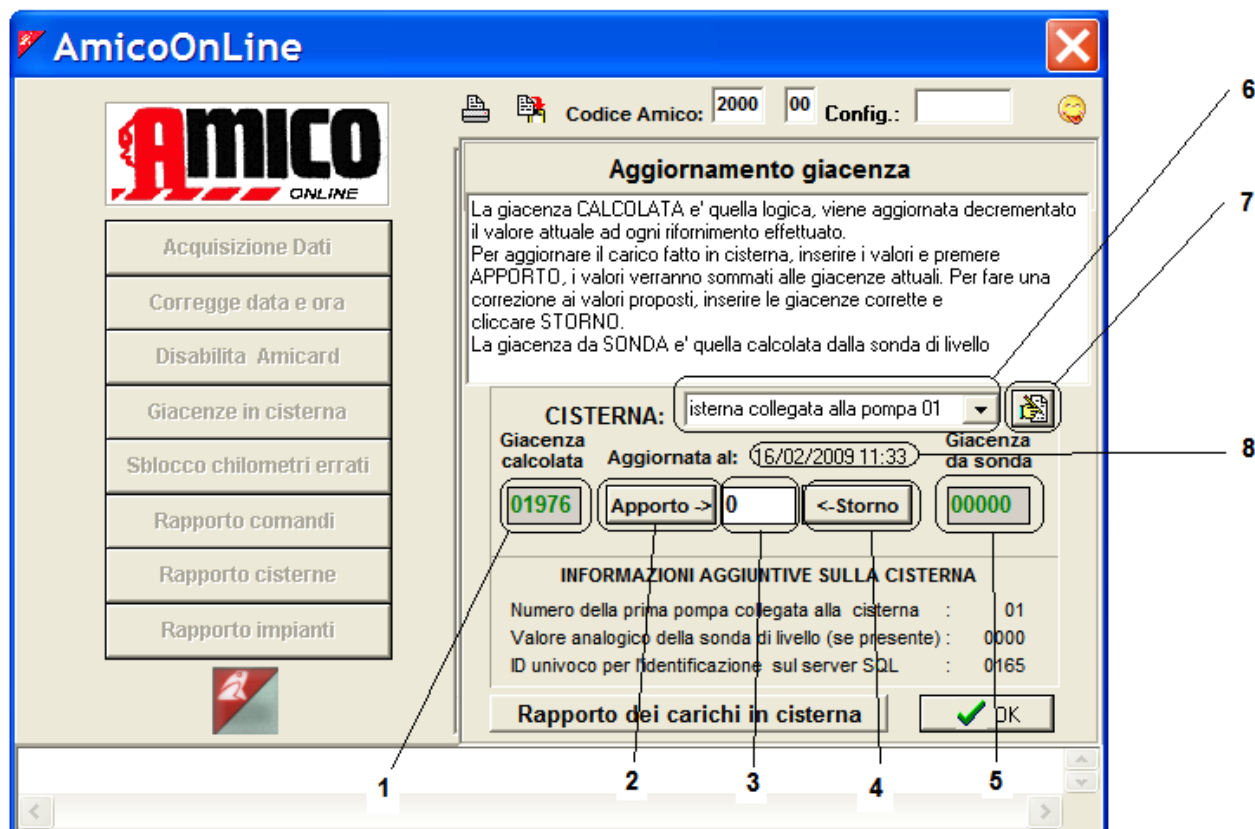 AmicoOnLine
AMICO
ONLINE
Acquisizione Dati
Corregge data e ora
Disabilita Amicard
Giacenze in cisterna
Sblocco chilometri errati
Rapporto comandi
Rapporto cisterne
Rapporto impianti
Codice Amico: 2000 00 Config.:
Aggiornamento giacenza
La giacenza CALCOLATA e' quella logica, viene aggiornata decrementato
il valore attuale ad ogni rifornimento effettuato.
Per aggiornare il carico fatto in cisterna, inserire i valori e premere
APPORTO, i valori verranno sommati alle giacenze attuali. Per fare una
correzione ai valori proposti, inserire le giacenze corrette e
cliccare STORNO.
La giacenza da SONDA e' quella calcolata dalla sonda di livello
CISTERNA: isterna collegata alla pompa 01
Giacenza
calcolata
Aggiornata al: 16/02/2009 11:33
Giacenza
da sonda
01976 Apporto -> 0 <-Storno 00000
INFORMAZIONI AGGIUNTIVE SULLA CISTERNA
Numero della prima pompa collegata alla cisterna : 01
Valore analogico della sonda di livello (se presente) : 0000
ID univoco per l'identificazione sul server SQL : 0165
Rapporto dei carichi in cisterna OK
6
7
8
1 2 3 4 5